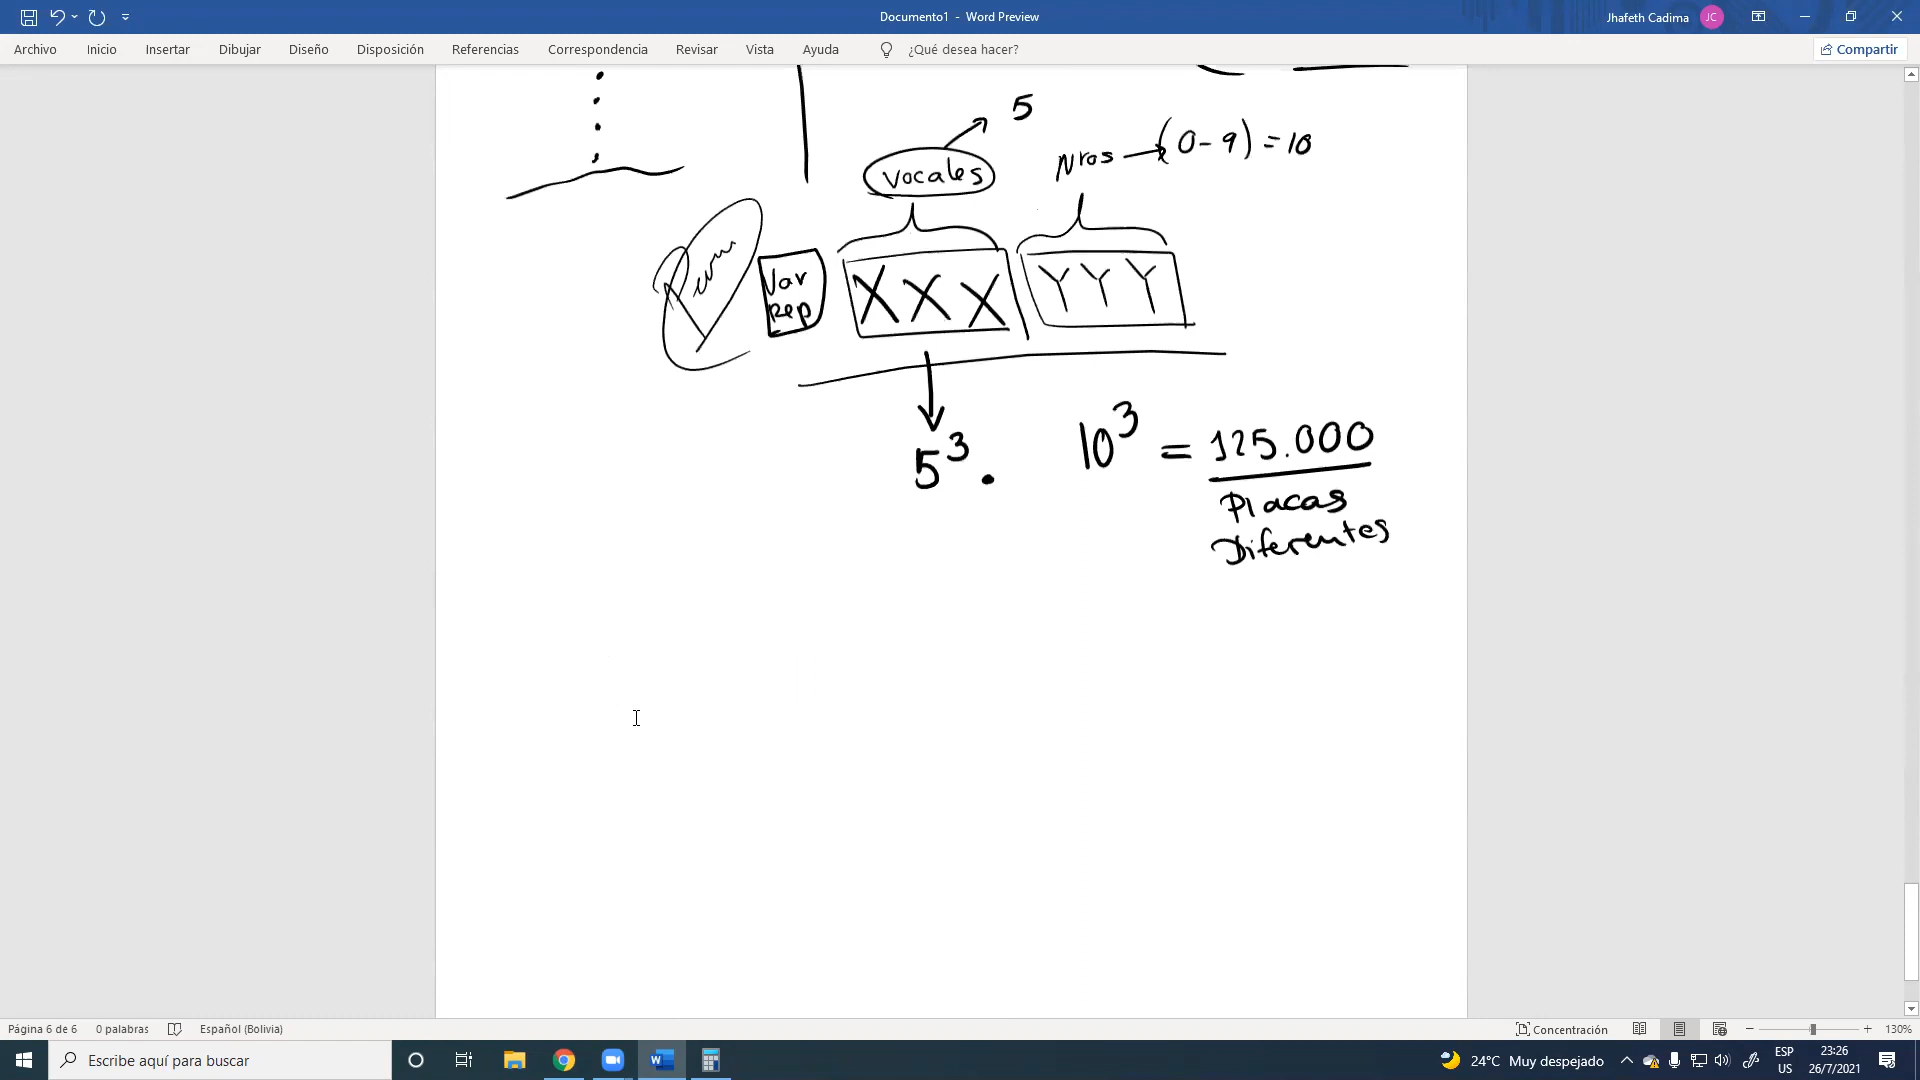 Documento1 - Word Preview
Jhafeth Cadima
JC
Archivo Inicio Insertar Dibujar Diseño Disposición Referencias Correspondencia Revisar Vista Ayuda ¿Qué desea hacer? Compartir
5
Vocales
Nros (0-9) = 10
Var
Rep
XXX YYY
5³ . 10³ = 125.000
Placas
Diferentes
Página 6 de 6 0 palabras Español (Bolivia) Concentración 130%
Escribe aquí para buscar
W
24°C Muy despejado
ESP
US
23:26
26/7/2021